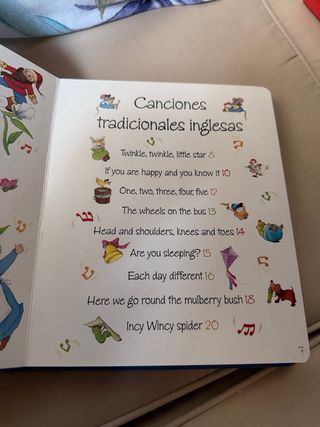 Canciones
tradicionales inglesas
Twinkle, twinkle, little star 8
If you are happy and you know it 10
One, two, three, four, five 12
The wheels on the bus 13
Head and shoulders, knees and toes 14
Are you sleeping? 15
Each day different 16
Here we go round the mulberry bush 18
Incy Wincy spider 20
7